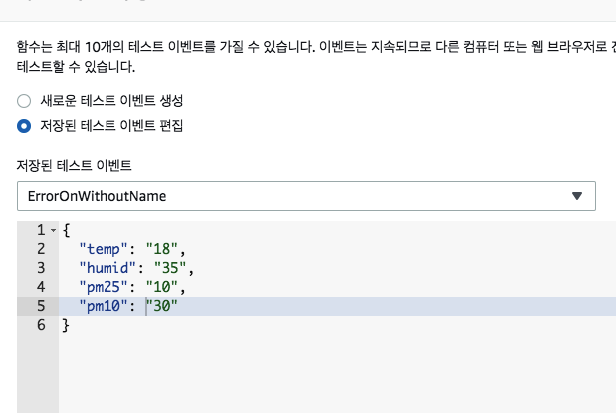 함수는 최대 10개의 테스트 이벤트를 가질 수 있습니다. 이벤트는 지속되므로 다른 컴퓨터 또는 웹 브라우저로
테스트할 수 있습니다.
새로운 테스트 이벤트 생성
저장된 테스트 이벤트 편집
저장된 테스트 이벤트
ErrorOnWithoutName
1 {
2 "temp": "18",
3 "humid": "35",
4 "pm25": "10",
5 "pm10": "30"
6 }